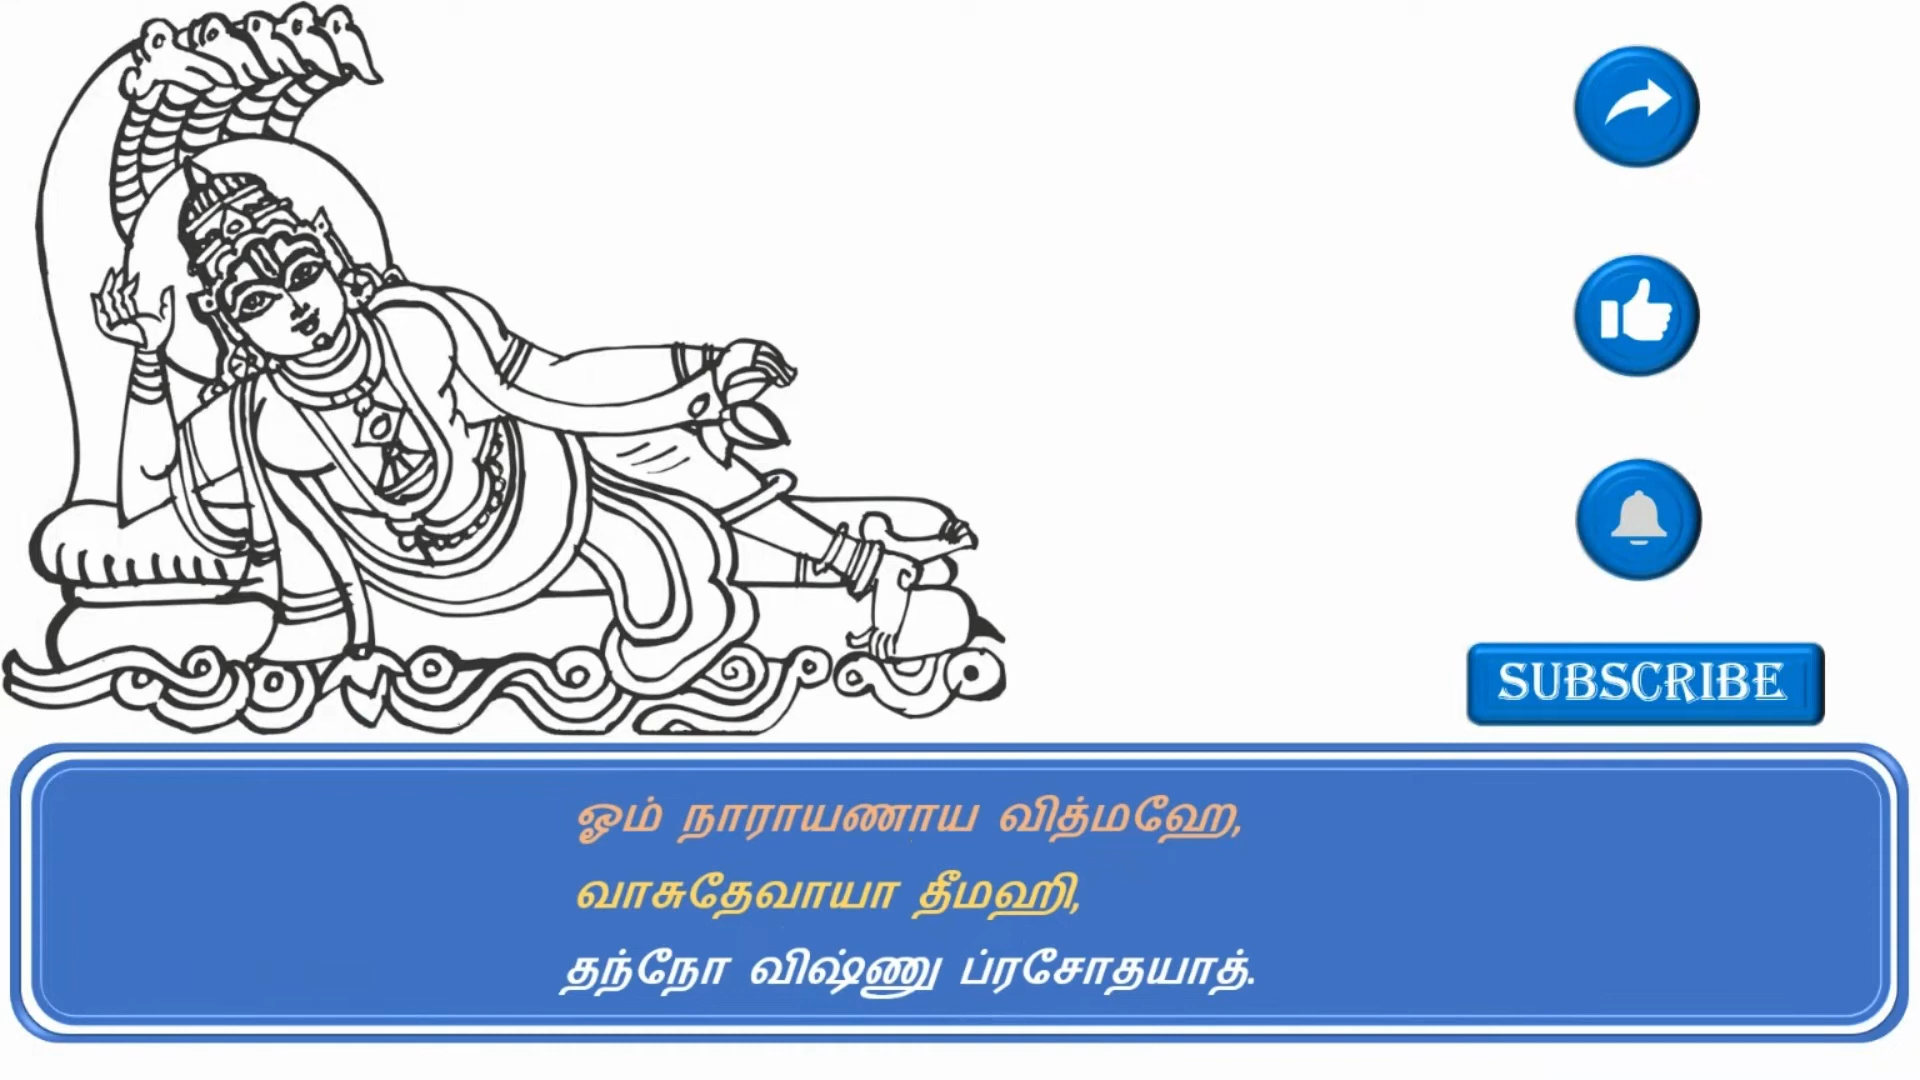 SUBSCRIBE
ஓம் நாராயணாய வித்மஹே,
வாசுதேவாயா தீமஹி,
தந்நோ விஷ்ணு ப்ரசோதயாத்.